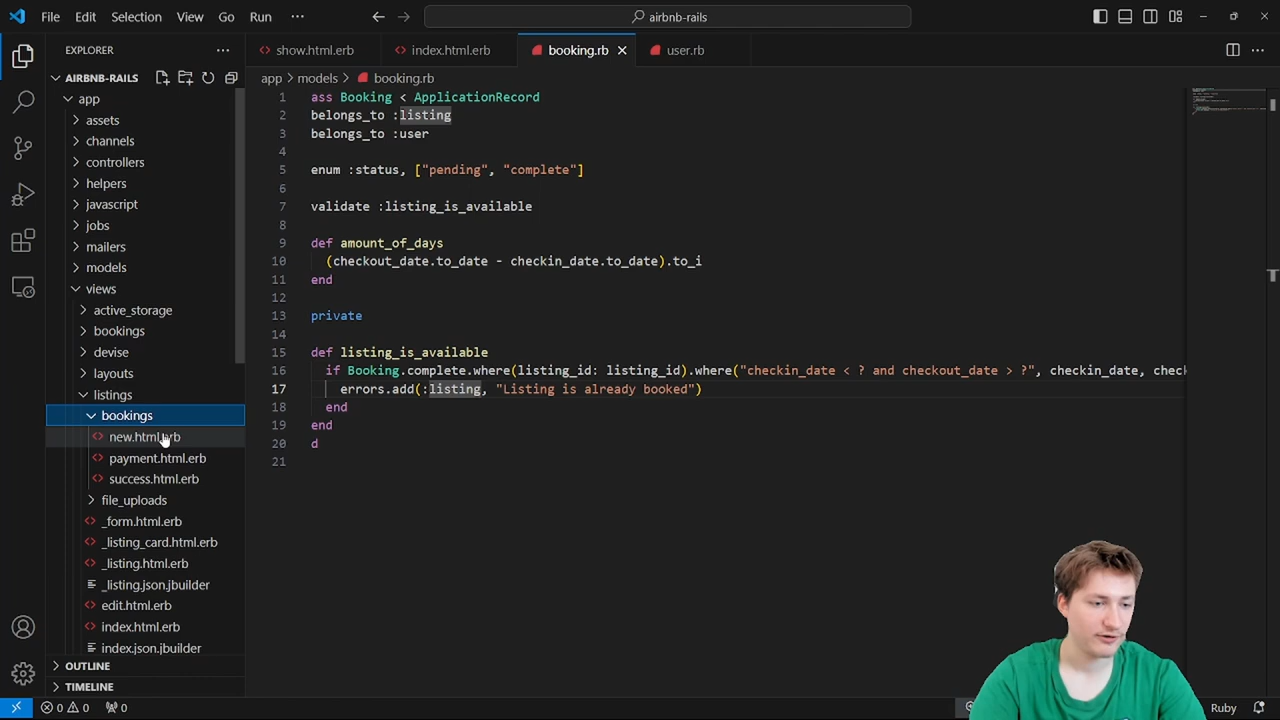 File Edit Selection View Go Run ··· airbnb-rails
EXPLORER ··· show.html.erb index.html.erb booking.rb user.rb
AIRBNB-RAILS app > models > booking.rb
app
assets
channels
controllers
helpers
javascript
jobs
mailers
models
views
active_storage
bookings
devise
layouts
listings
bookings
new.html.erb
payment.html.erb
success.html.erb
file_uploads
_form.html.erb
_listing_card.html.erb
_listing.html.erb
_listing.json.jbuilder
edit.html.erb
index.html.erb
index.json.jbuilder
OUTLINE
TIMELINE
1 ass Booking < ApplicationRecord
2 belongs_to :listing
3 belongs_to :user
4
5 enum :status, ["pending", "complete"]
6
7 validate :listing_is_available
8
9 def amount_of_days
10 (checkout_date.to_date - checkin_date.to_date).to_i
11 end
12
13 private
14
15 def listing_is_available
16 if Booking.complete.where(listing_id: listing_id).where("checkin_date < ? and checkout_date > ?", checkin_date, chec
17 errors.add(:listing, "Listing is already booked")
18 end
19 end
20 d
21
0 0 0 Ruby